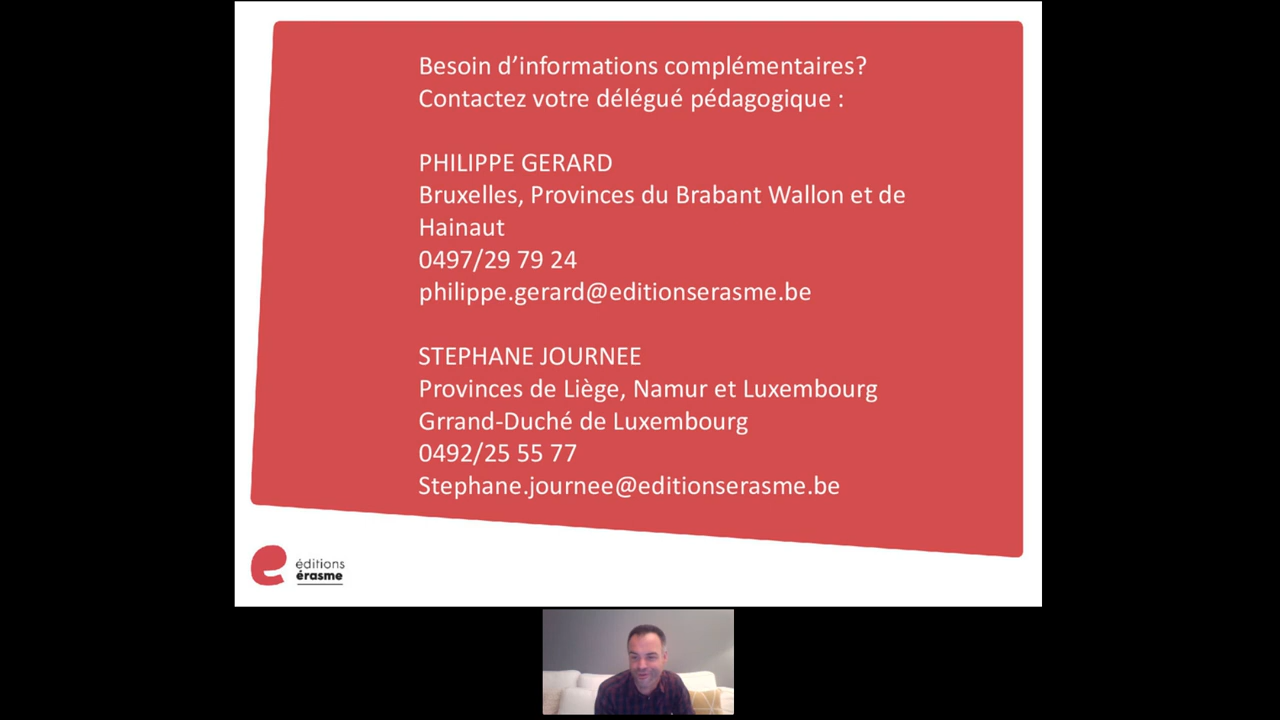 Besoin d’informations complémentaires?
Contactez votre délégué pédagogique :
PHILIPPE GERARD
Bruxelles, Provinces du Brabant Wallon et de
Hainaut
0497/29 79 24
philippe.gerard@editionserasme.be
STEPHANE JOURNEE
Provinces de Liège, Namur et Luxembourg
Grrand-Duché de Luxembourg
0492/25 55 77
Stephane.journee@editionserasme.be
éditions
érasme